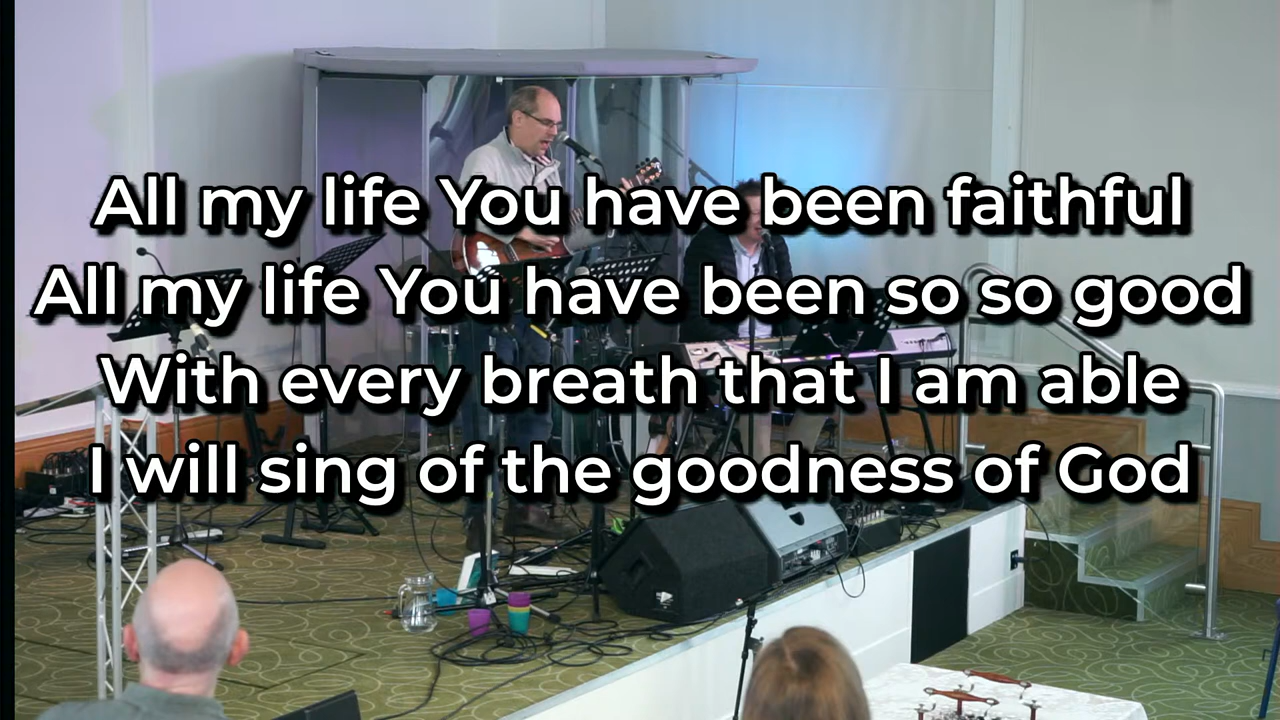 All my life You have been faithful
All my life You have been so so good
With every breath that I am able
I will sing of the goodness of God